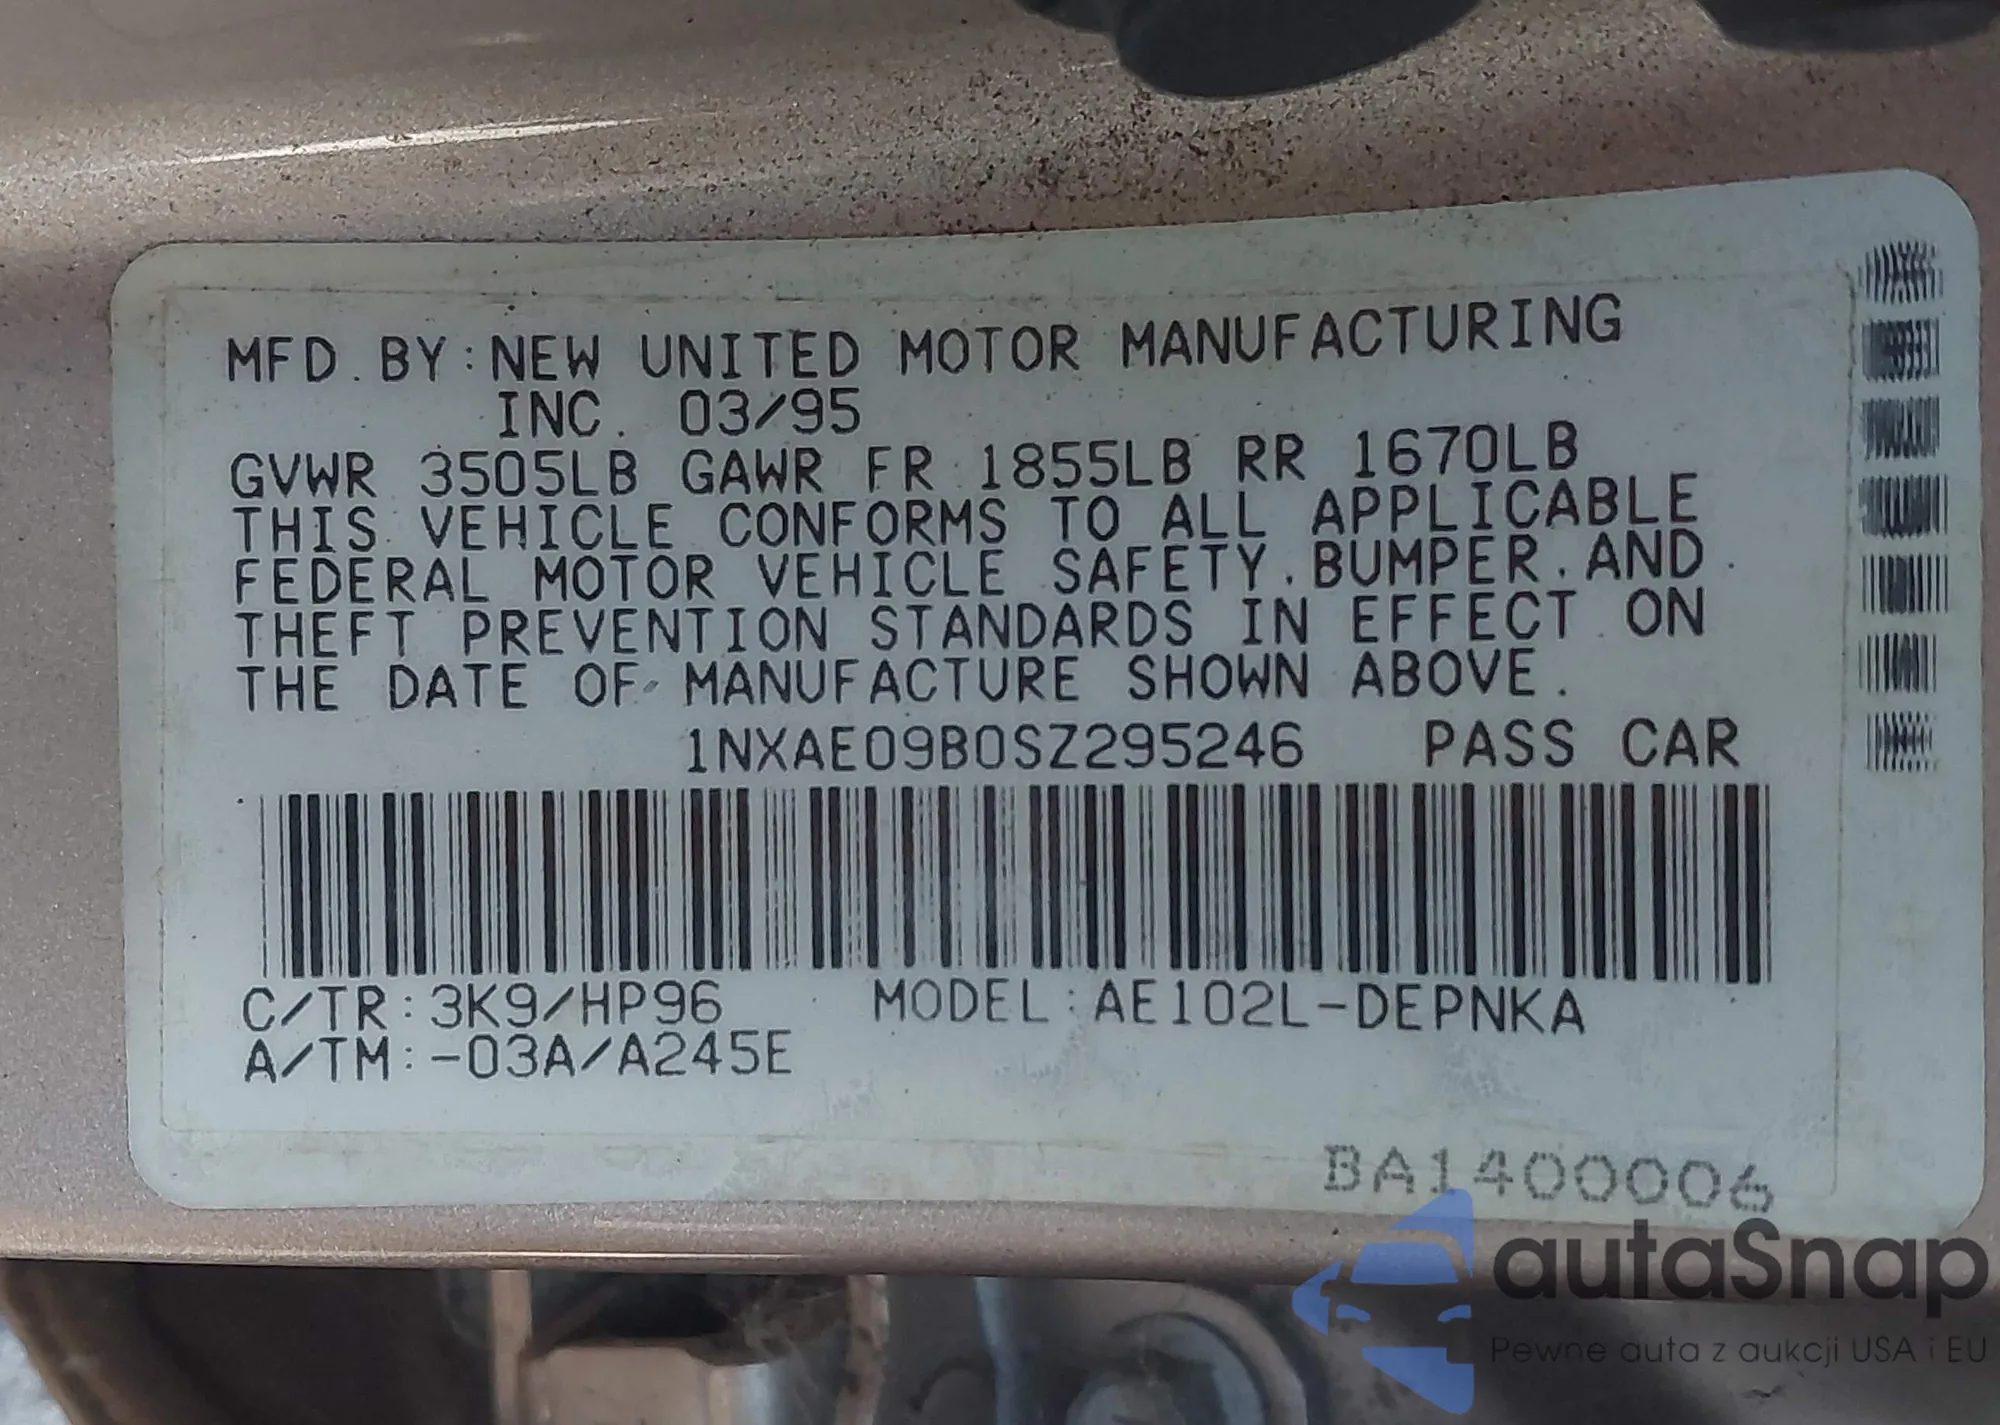 MFD. BY: NEW UNITED MOTOR MANUFACTURING
INC. 03/95
GVWR 3505LB GAWR FR 1855LB RR 1670LB
THIS VEHICLE CONFORMS TO ALL APPLICABLE
FEDERAL MOTOR VEHICLE SAFETY, BUMPER, AND
THEFT PREVENTION STANDARDS IN EFFECT ON
THE DATE OF MANUFACTURE SHOWN ABOVE.
1NXAE09B0SZ295246 PASS CAR
C/TR: 3K9/HP96 MODEL: AE102L-DEPNKA
A/TM: -03A/A245E
BA1400006
autaSnap
Pewne auta z aukcji USA i EU